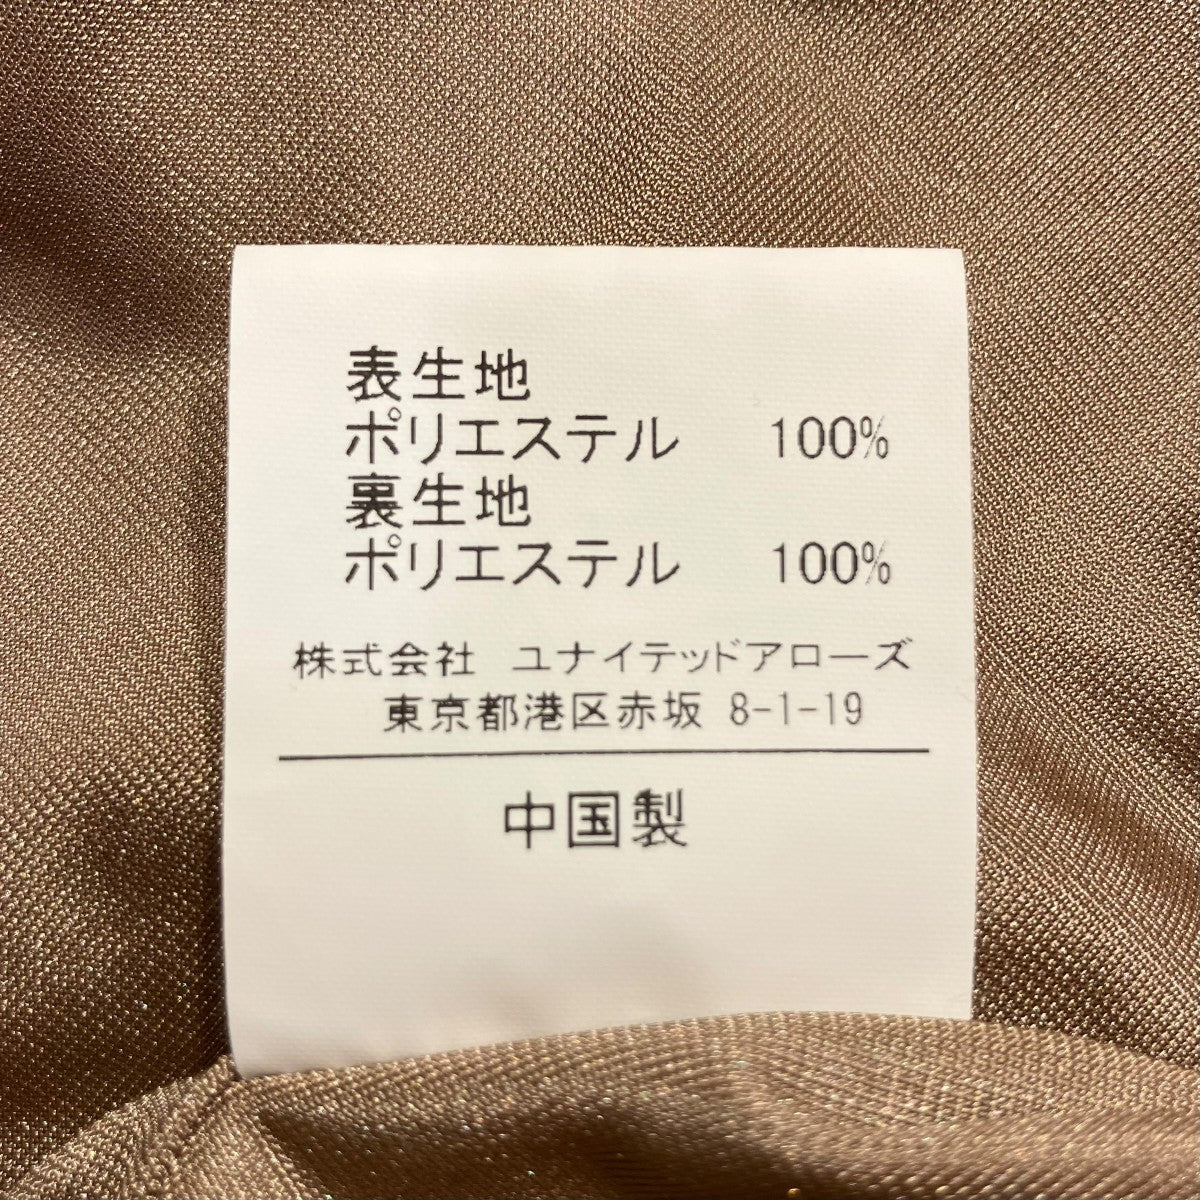 表生地
ポリエステル 100%
裏生地
ポリエステル 100%
株式会社 ユナイテッドアローズ
東京都港区赤坂 8-1-19
中国製